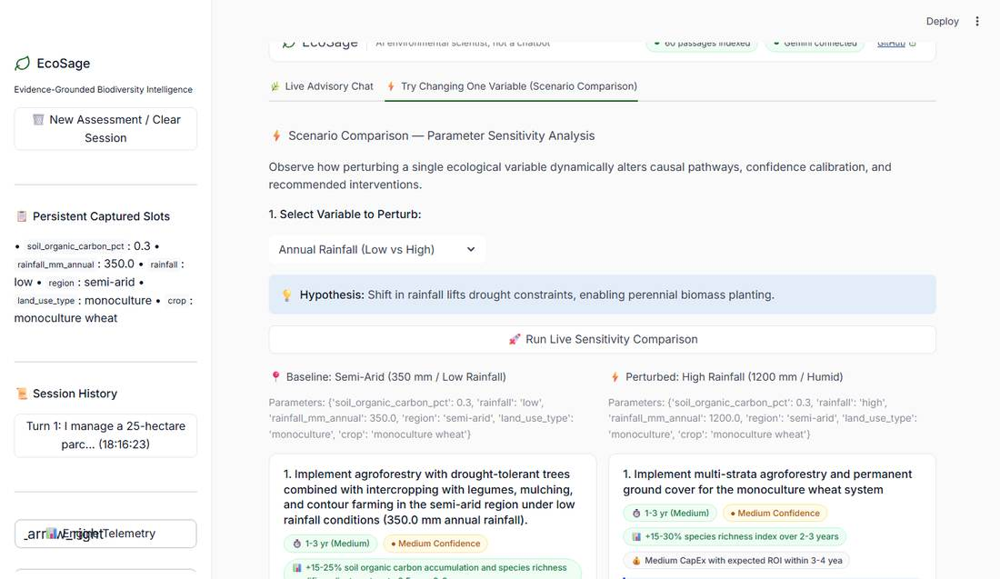 Deploy
EcoSage
Evidence-Grounded Biodiversity Intelligence
New Assessment / Clear
Session
Persistent Captured Slots
• soil_organic_carbon_pct : 0.3 •
rainfall_mm_annual : 350.0 • rainfall :
low • region : semi-arid •
land_use_type : monoculture • crop :
monoculture wheat
Session History
Turn 1: I manage a 25-hectare
parc... (18:16:23)
Telemetry
EcoSage
AI environmental scientist, not a chatbot
• 60 passages indexed
• Gemini connected
GitHub
Live Advisory Chat
Try Changing One Variable (Scenario Comparison)
Scenario Comparison — Parameter Sensitivity Analysis
Observe how perturbing a single ecological variable dynamically alters causal pathways, confidence calibration, and
recommended interventions.
1. Select Variable to Perturb:
Annual Rainfall (Low vs High)
Hypothesis: Shift in rainfall lifts drought constraints, enabling perennial biomass planting.
Run Live Sensitivity Comparison
Baseline: Semi-Arid (350 mm / Low Rainfall)
Parameters: {'soil_organic_carbon_pct': 0.3, 'rainfall': 'low',
'rainfall_mm_annual': 350.0, 'region': 'semi-arid', 'land_use_type':
'monoculture', 'crop': 'monoculture wheat'}
1. Implement agroforestry with drought-tolerant trees
combined with intercropping with legumes, mulching,
and contour farming in the semi-arid region under low
rainfall conditions (350.0 mm annual rainfall).
1-3 yr (Medium)
• Medium Confidence
+15-25% soil organic carbon accumulation and species richness
Perturbed: High Rainfall (1200 mm / Humid)
Parameters: {'soil_organic_carbon_pct': 0.3, 'rainfall': 'high',
'rainfall_mm_annual': 1200.0, 'region': 'semi-arid', 'land_use_type':
'monoculture', 'crop': 'monoculture wheat'}
1. Implement multi-strata agroforestry and permanent
ground cover for the monoculture wheat system
1-3 yr (Medium)
• Medium Confidence
+15-30% species richness index over 2-3 years
Medium CapEx with expected ROI within 3-4 yea